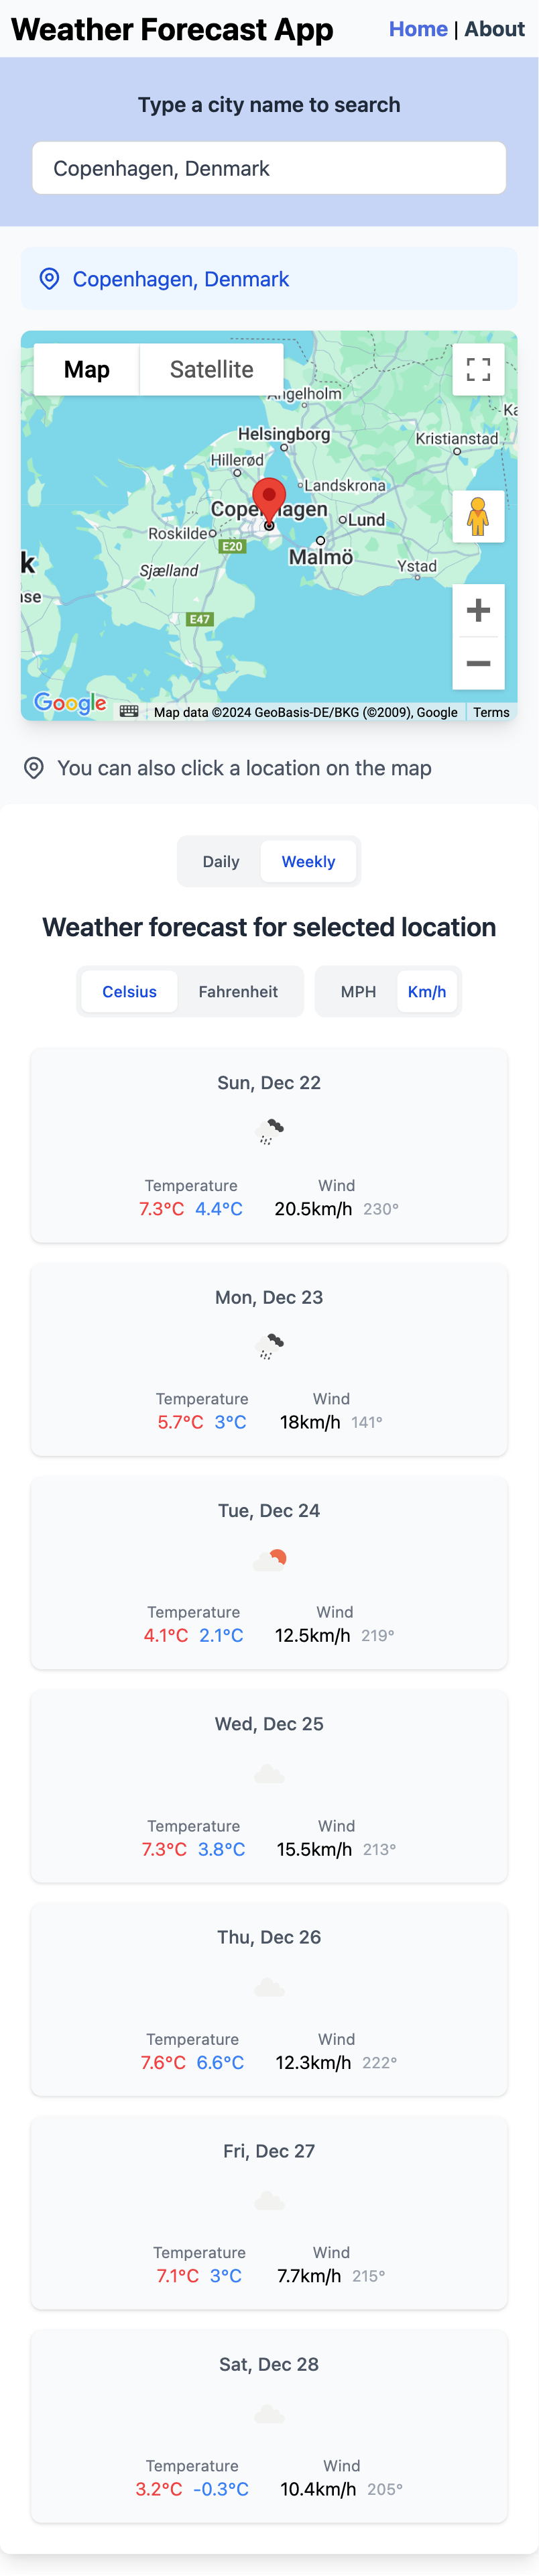 Weather Forecast App
Home | About
Type a city name to search
Copenhagen, Denmark
Copenhagen, Denmark
Map
Satellite
Ängelholm
Helsingborg
Kristianstad
Hillerød
Landskrona
Copenhagen
Lund
Roskilde
E20
Malmö
Sjælland
Ystad
E47
Google
Map data ©2024 GeoBasis-DE/BKG (©2009), Google
Terms
You can also click a location on the map
Daily
Weekly
Weather forecast for selected location
Celsius
Fahrenheit
MPH
Km/h
Sun, Dec 22
Temperature
Wind
7.3°C 4.4°C
20.5km/h 230°
Mon, Dec 23
Temperature
Wind
5.7°C 3°C
18km/h 141°
Tue, Dec 24
Temperature
Wind
4.1°C 2.1°C
12.5km/h 219°
Wed, Dec 25
Temperature
Wind
7.3°C 3.8°C
15.5km/h 213°
Thu, Dec 26
Temperature
Wind
7.6°C 6.6°C
12.3km/h 222°
Fri, Dec 27
Temperature
Wind
7.1°C 3°C
7.7km/h 215°
Sat, Dec 28
Temperature
Wind
3.2°C -0.3°C
10.4km/h 205°